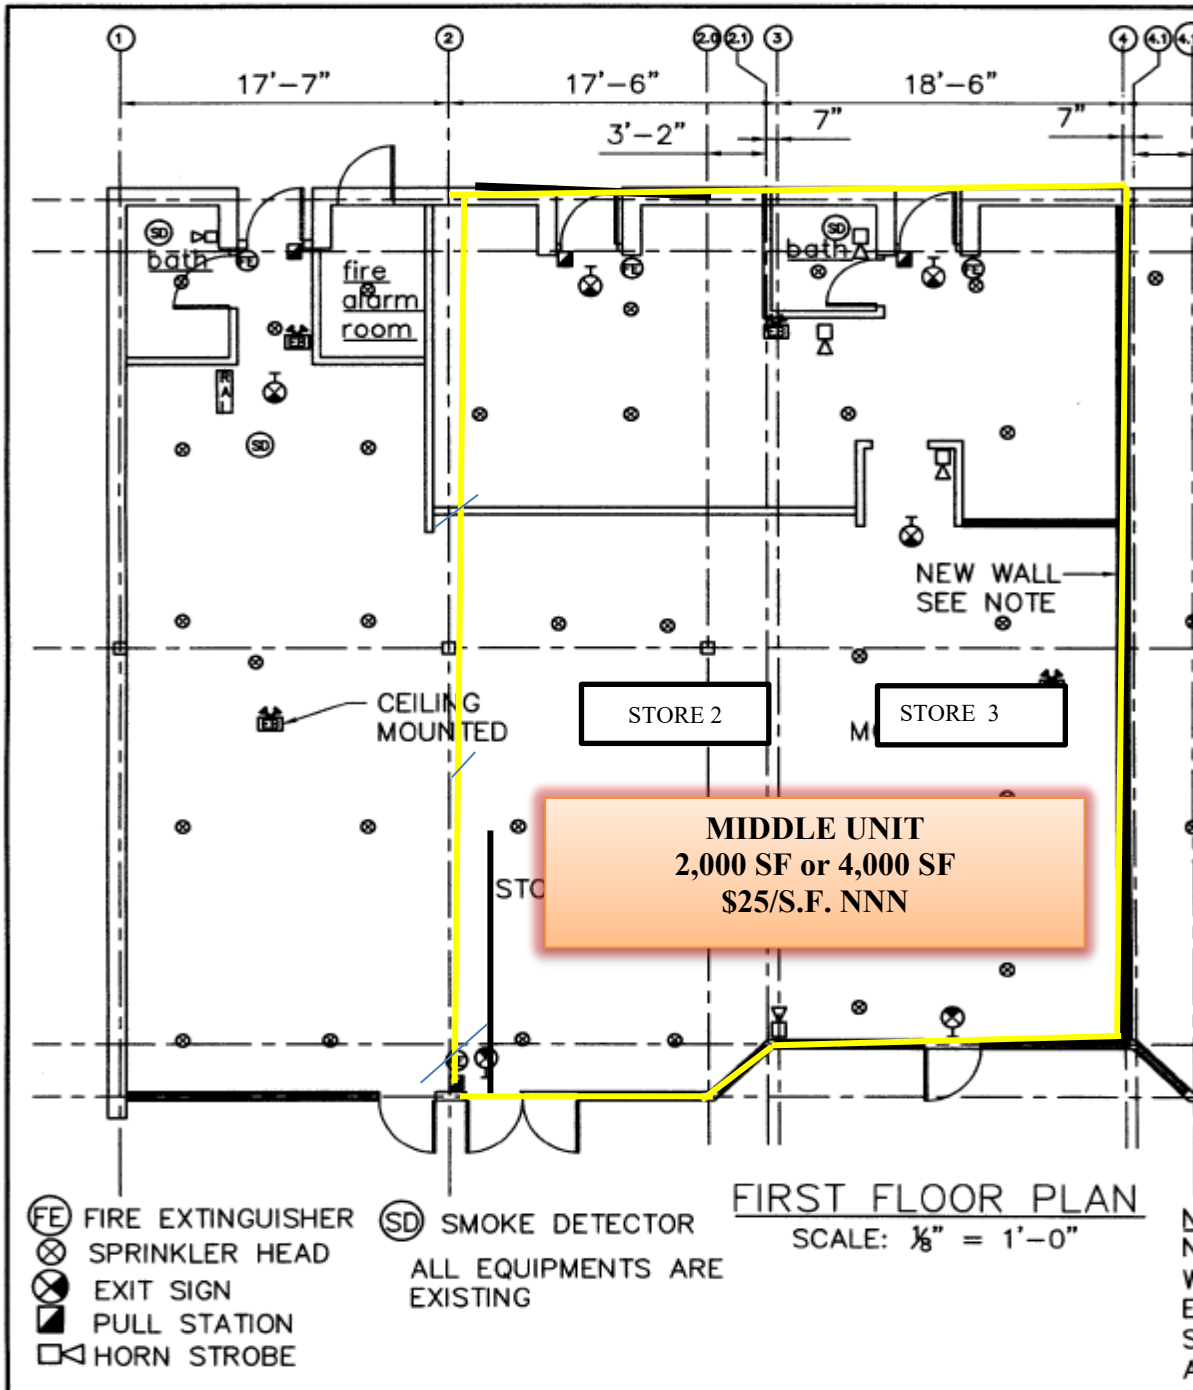 1 2 2.0 2.1 3 4 4.1
17'-7" 17'-6" 18'-6"
3'-2" 7" 7"
SD SD
bath FE bath
FE FE
fire
alarm
room
EB EB
R
A
L
SD
NEW WALL
SEE NOTE
CEILING
MOUNTED
EB
STORE 2
STORE 3
MIDDLE UNIT
2,000 SF or 4,000 SF
$25/S.F. NNN
STO
FIRST FLOOR PLAN
SCALE: ⅛" = 1'-0"
FE FIRE EXTINGUISHER
SD SMOKE DETECTOR
SPRINKLER HEAD
ALL EQUIPMENTS ARE
EXISTING
EXIT SIGN
PULL STATION
HORN STROBE
N
N
W
E
S
A